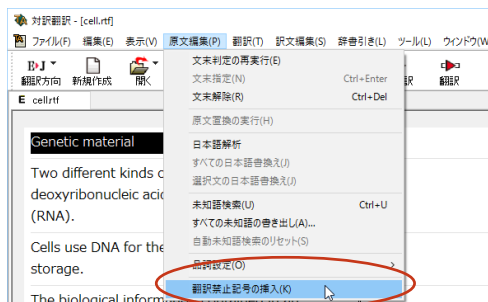 対訳翻訳 - [cell.rtf]
ファイル(F) 編集(E) 表示(V) 原文編集(P) 翻訳(T) 訳文編集(S) 辞書引き(L) ツール(L) ウィンドウ(W
E▸J
翻訳方向 新規作成 開く 翻訳
E cell.rtf
文末判定の再実行(E)
文末指定(N) Ctrl+Enter
文末解除(R) Ctrl+Del
原文置換の実行(H)
日本語解析
すべての日本語書換え(J)
選択文の日本語書換え(J)
未知語検索(U) Ctrl+U
すべての未知語の書き出し(A)...
自動未知語検索のリセット(S)
品詞設定(O)
翻訳禁止記号の挿入(K)
Genetic material
Two different kinds o
deoxyribonucleic acid
(RNA).
Cells use DNA for the
storage.
The biological inform